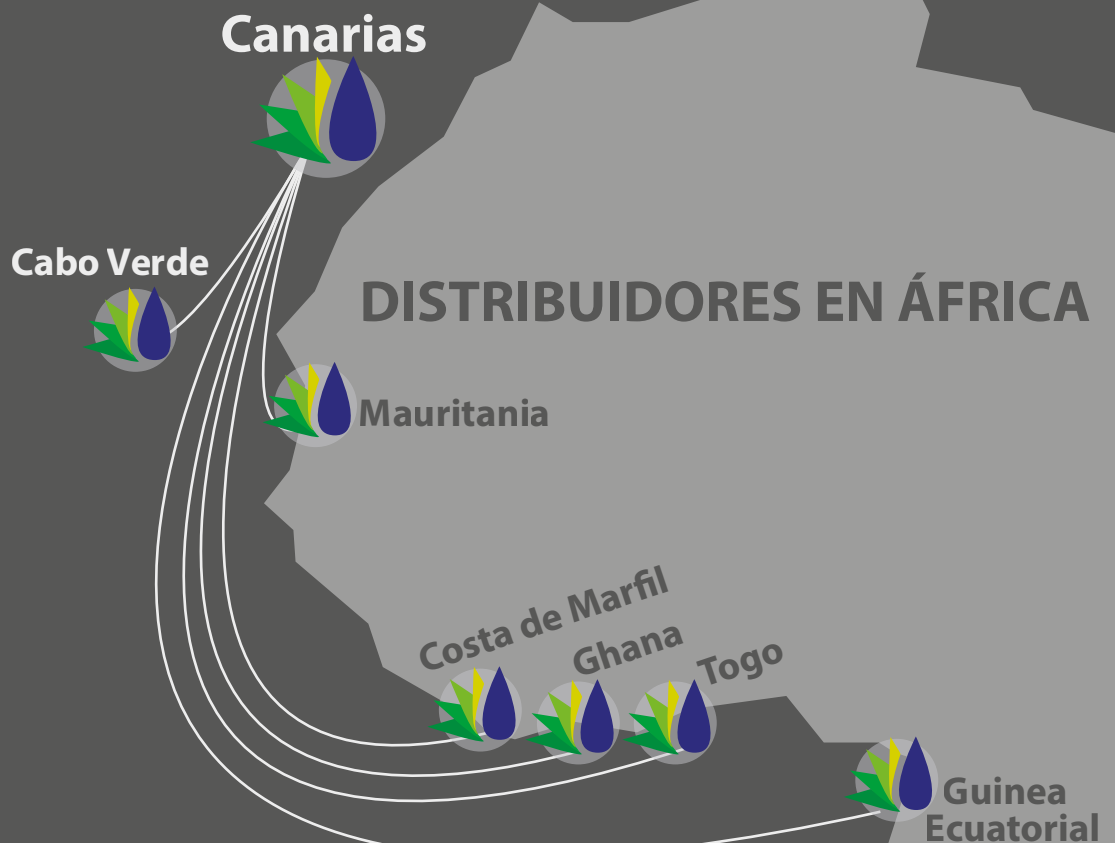 Canarias
Cabo Verde
DISTRIBUIDORES EN ÁFRICA
Mauritania
Costa de Marfil
Ghana
Togo
Guinea
Ecuatorial